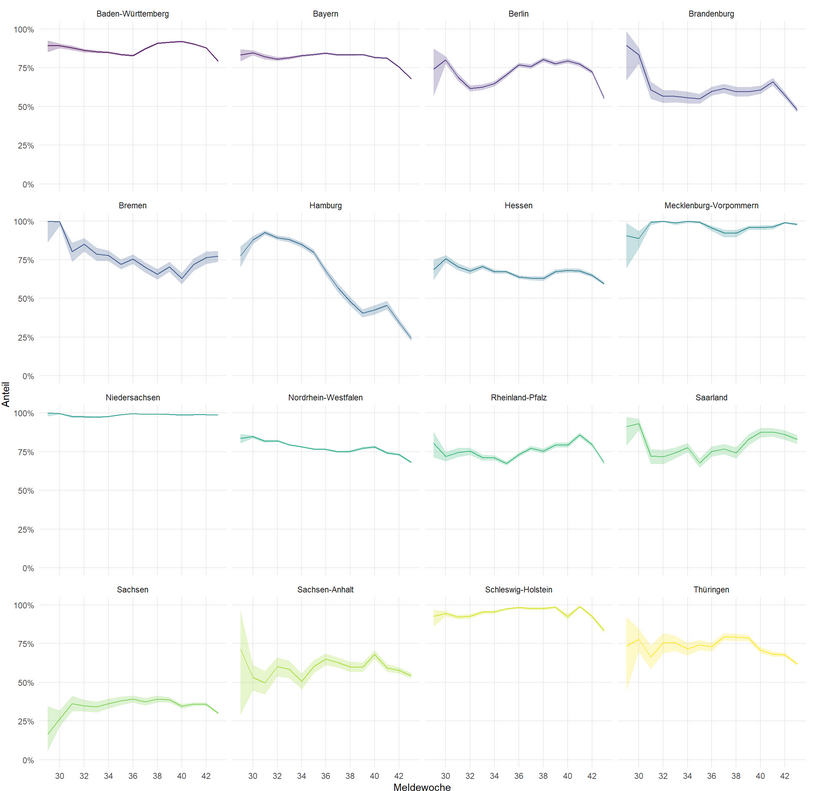 Baden-Württemberg Bayern Berlin Brandenburg
100%
75%
50%
25%
0%
Bremen Hamburg Hessen Mecklenburg-Vorpommern
100%
75%
50%
25%
0%
Anteil
Niedersachsen Nordrhein-Westfalen Rheinland-Pfalz Saarland
100%
75%
50%
25%
0%
Sachsen Sachsen-Anhalt Schleswig-Holstein Thüringen
100%
75%
50%
25%
0%
30 32 34 36 38 40 42 30 32 34 36 38 40 42 30 32 34 36 38 40 42 30 32 34 36 38 40 42
Meldewoche